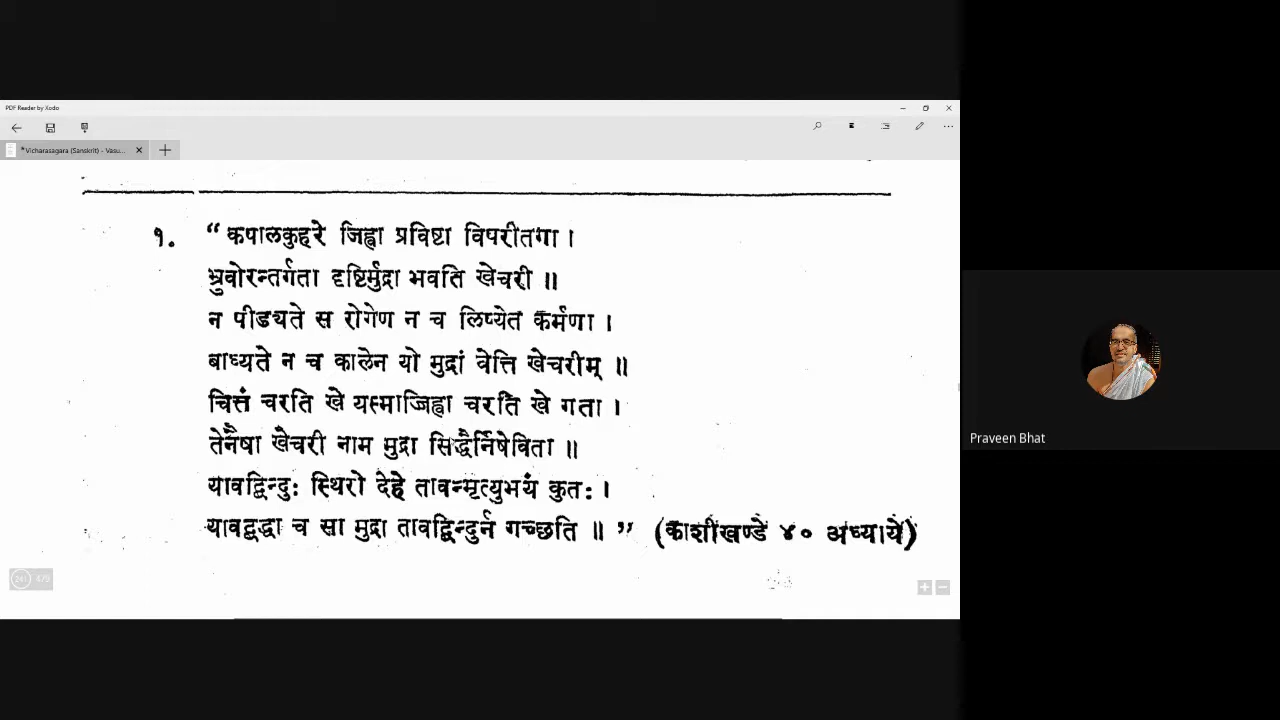 PDF Reader by Xodo
*Vicharasagara (Sanskrit) - Vasu...
१. “ कपालकुहरे जिह्वा प्रविष्टा विपरीतगा ।
भ्रुवोरन्तर्गता दृष्टिर्मुद्रा भवति खेचरी ॥
न पीड्यते स रोगेण न च लिप्येत कर्मणा ।
बाध्यते न च कालेन यो मुद्रां वेत्ति खेचरीम् ॥
चित्तं चरति खे यस्माज्जिह्वा चरति खे गता ।
तेनैषा खेचरी नाम मुद्रा सिद्धैर्निषेविता ॥
यावद्बिन्दुः स्थिरो देहे तावन्मृत्युभयं कुतः ।
यावद्बद्धा च सा मुद्रा तावद्बिन्दुर्न गच्छति ॥ ” (काशीखण्डे ४० अध्याये)
Praveen Bhat